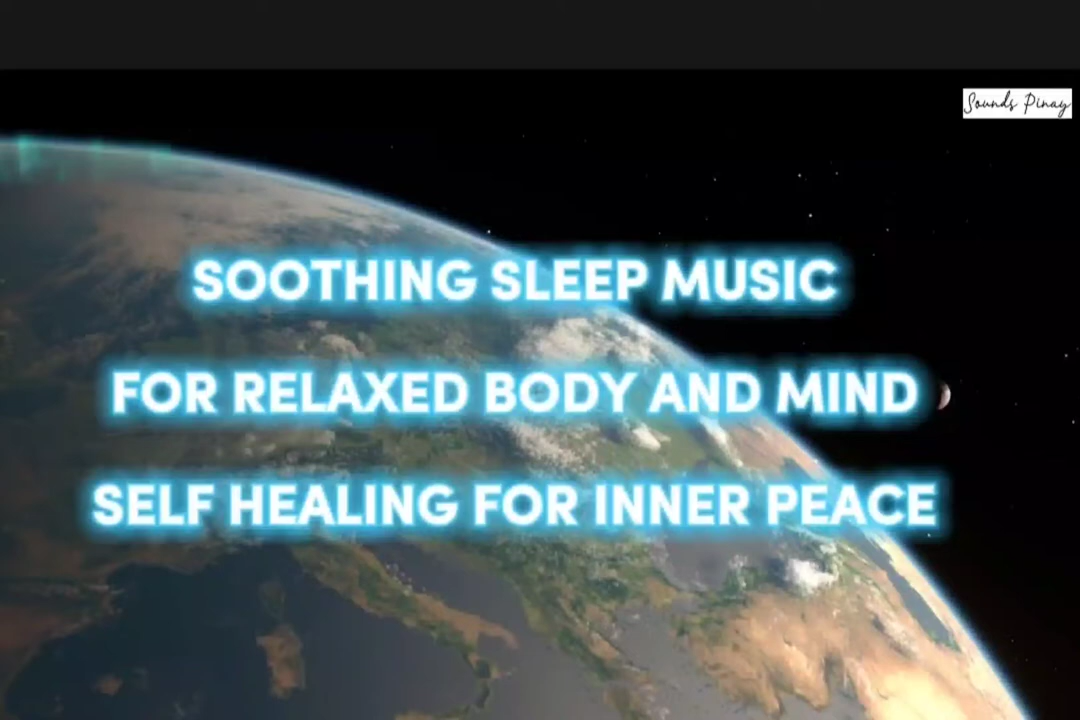 Sounds Pinay
SOOTHING SLEEP MUSIC
FOR RELAXED BODY AND MIND
SELF HEALING FOR INNER PEACE